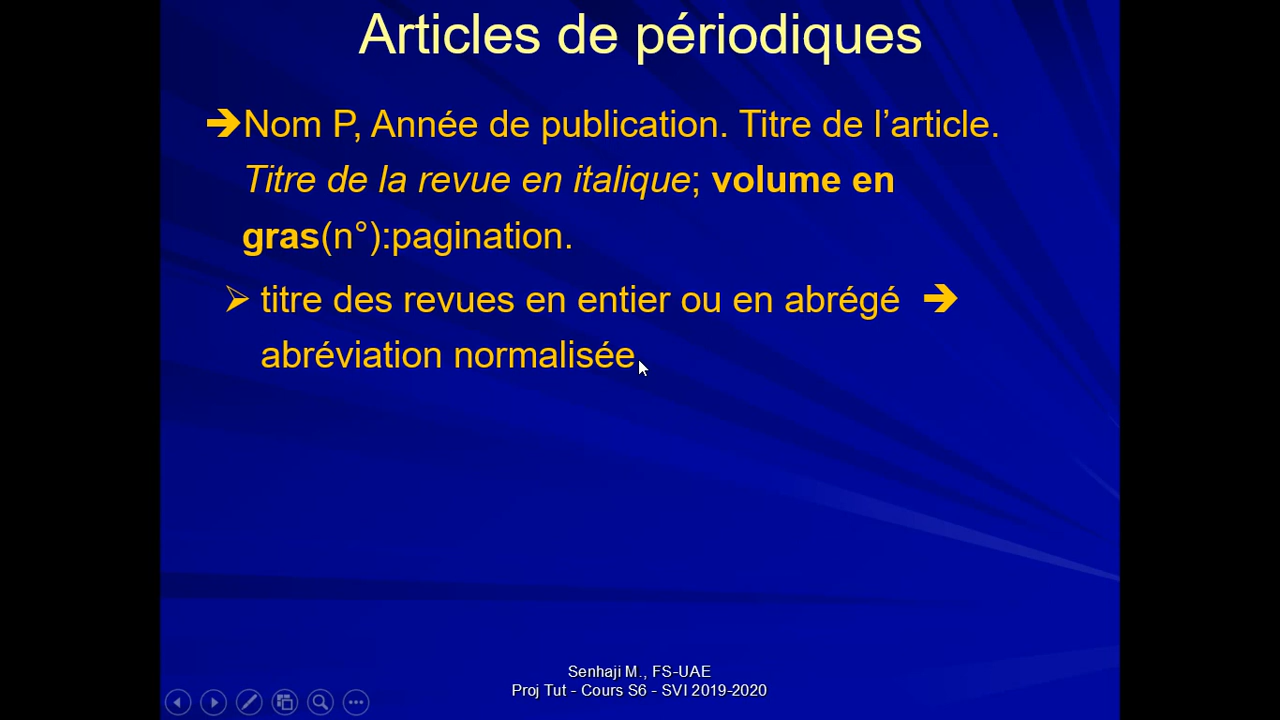 Articles de périodiques
➔Nom P, Année de publication. Titre de l’article.
Titre de la revue en italique; volume en
gras(n°):pagination.
➢ titre des revues en entier ou en abrégé ➔
abréviation normalisée
Senhaji M., FS-UAE
Proj Tut - Cours S6 - SVI 2019-2020